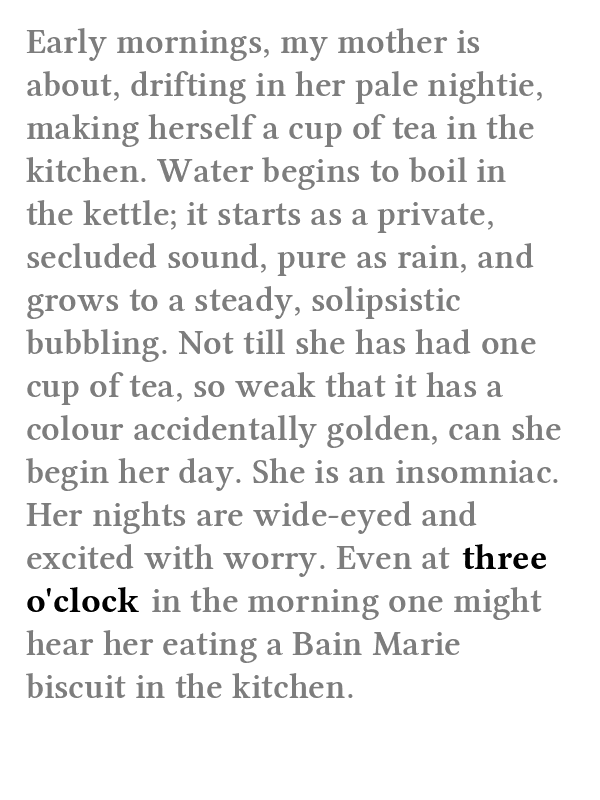 Early mornings, my mother is
about, drifting in her pale nightie,
making herself a cup of tea in the
kitchen. Water begins to boil in
the kettle; it starts as a private,
secluded sound, pure as rain, and
grows to a steady, solipsistic
bubbling. Not till she has had one
cup of tea, so weak that it has a
colour accidentally golden, can she
begin her day. She is an insomniac.
Her nights are wide-eyed and
excited with worry. Even at three
o'clock in the morning one might
hear her eating a Bain Marie
biscuit in the kitchen.